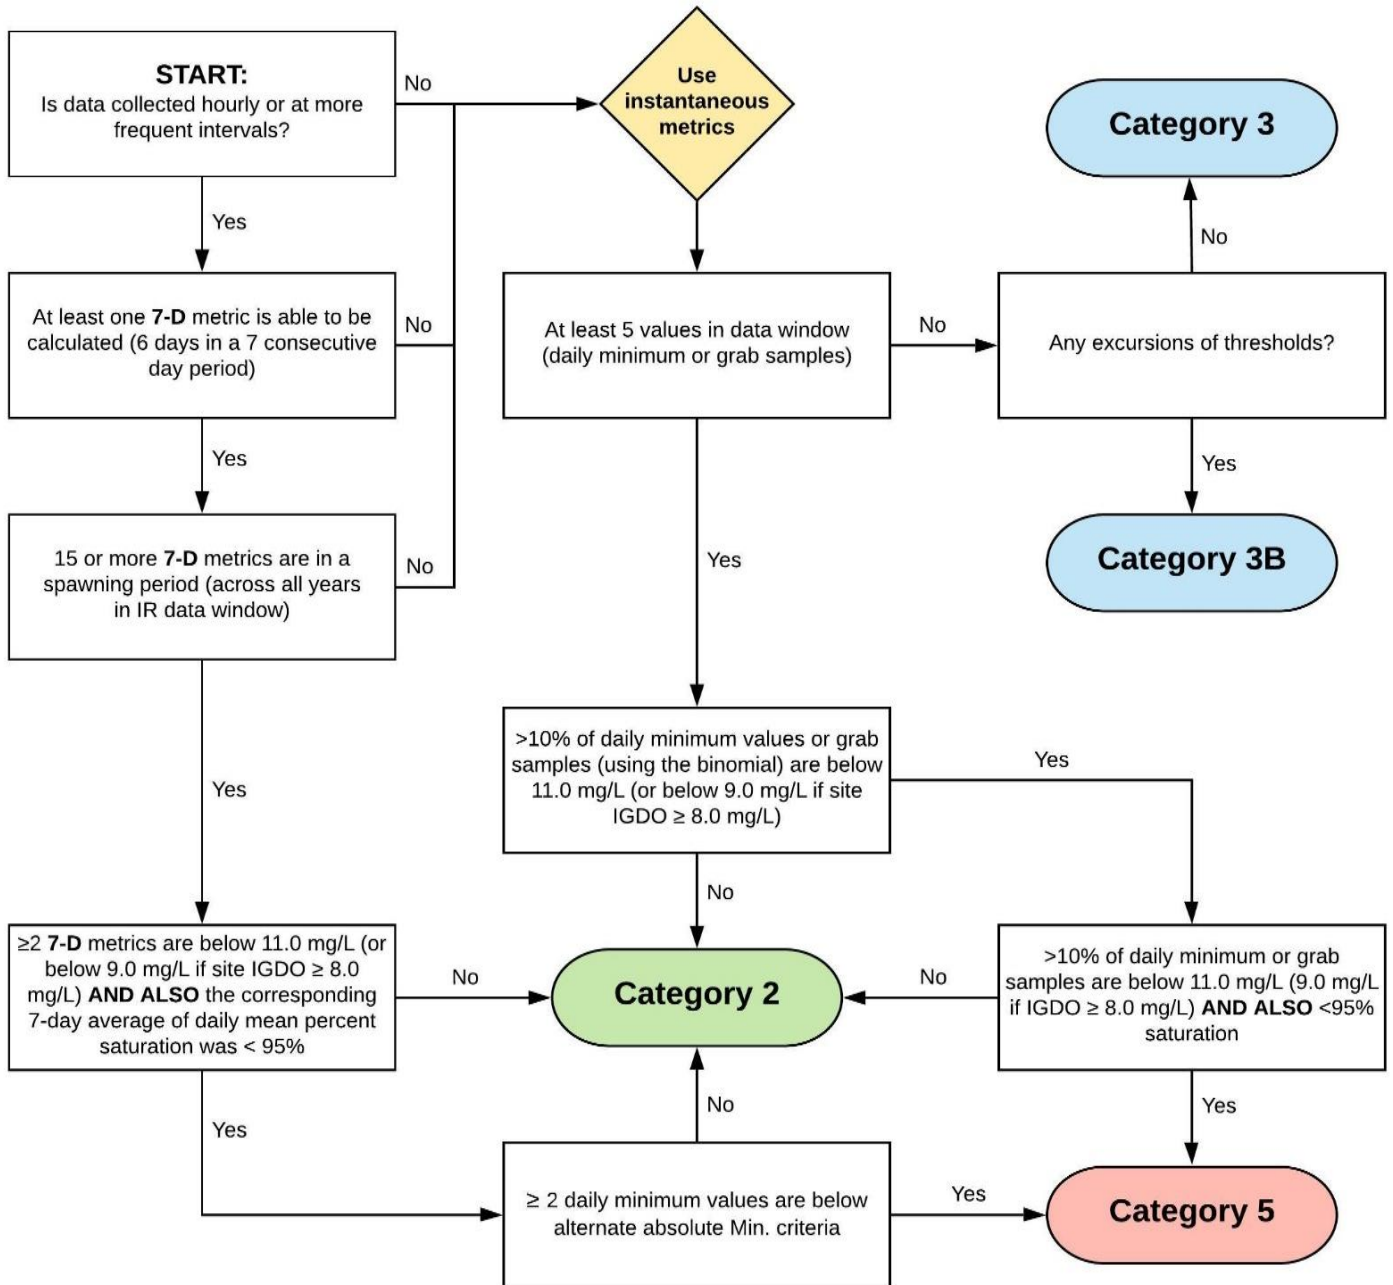 START:
Is data collected hourly or at more
frequent intervals?
No
Use
instantaneous
metrics
Category 3
Yes
No
At least one 7-D metric is able to be
calculated (6 days in a 7 consecutive
day period)
No
At least 5 values in data window
(daily minimum or grab samples)
No
Any excursions of thresholds?
Yes
Yes
15 or more 7-D metrics are in a
spawning period (across all years
in IR data window)
No
Yes
Category 3B
Yes
>10% of daily minimum values or grab
samples (using the binomial) are below
11.0 mg/L (or below 9.0 mg/L if site
IGDO ≥ 8.0 mg/L)
Yes
No
≥2 7-D metrics are below 11.0 mg/L (or
below 9.0 mg/L if site IGDO ≥ 8.0
mg/L) AND ALSO the corresponding
7-day average of daily mean percent
saturation was < 95%
No
Category 2
No
>10% of daily minimum or grab
samples are below 11.0 mg/L (9.0 mg/L
if IGDO ≥ 8.0 mg/L) AND ALSO <95%
saturation
Yes
No
Yes
≥ 2 daily minimum values are below
alternate absolute Min. criteria
Yes
Category 5